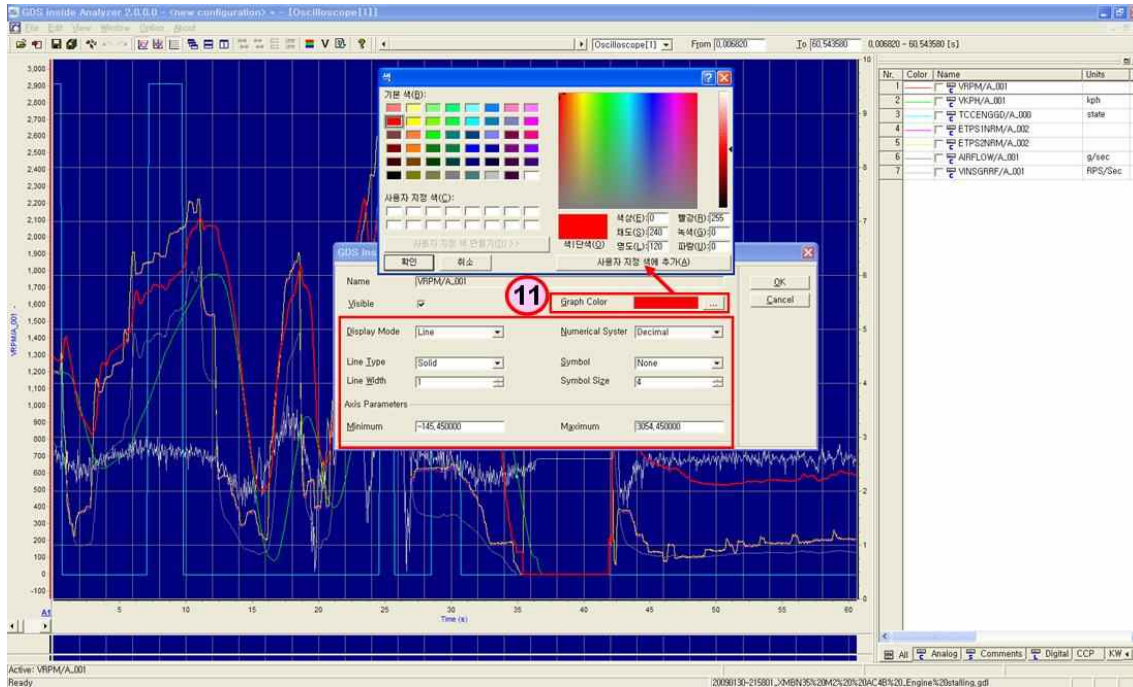 GDS Inside Analyzer 2.0.0.0 - <new configuration> * - [Oscilloscope[1]]
File Edit View Window Option About
Oscilloscope[1] From 0,006820 To 60,543580 0,006820 - 60,543580 [s]
Nr. Color Name Units
1 VRPM/A_001
2 VKPH/A_001 kph
3 TCCENGGD/A_000 state
4 ETPS1NRM/A_002
5 ETPS2NRM/A_002
6 AIRFLOW/A_001 g/sec
7 VINSGRRF/A_001 RPS/Sec
색
기본 색(B):
사용자 지정 색(C):
사용자 지정 색 만들기(D) >>
확인 취소
색상(E): 0 빨강(R): 255
채도(S): 240 녹색(G): 0
색|단색(O) 명도(L): 120 파랑(U): 0
사용자 지정 색에 추가(A)
GDS Ins
Name VRPM/A_001
Visible
11
Graph Color ...
OK
Cancel
Display Mode Line Numerical Syster Decimal
Line Type Solid Symbol None
Line Width 1 Symbol Size 4
Axis Parameters
Minimum -145,450000 Maximum 3054,450000
VRPM/A_001 -
3,000
2,900
2,800
2,700
2,600
2,500
2,400
2,300
2,200
2,100
2,000
1,900
1,800
1,700
1,600
1,500
1,400
1,300
1,200
1,100
1,000
900
800
700
600
500
400
300
200
100
0
-100
10
9
8
7
6
5
4
3
2
1
0
A1
5 10 15 20 25 30 35 40 45 50 55 60
Time (s)
All Analog Comments Digital CCP KW
Active: VRPM/A_001
Ready